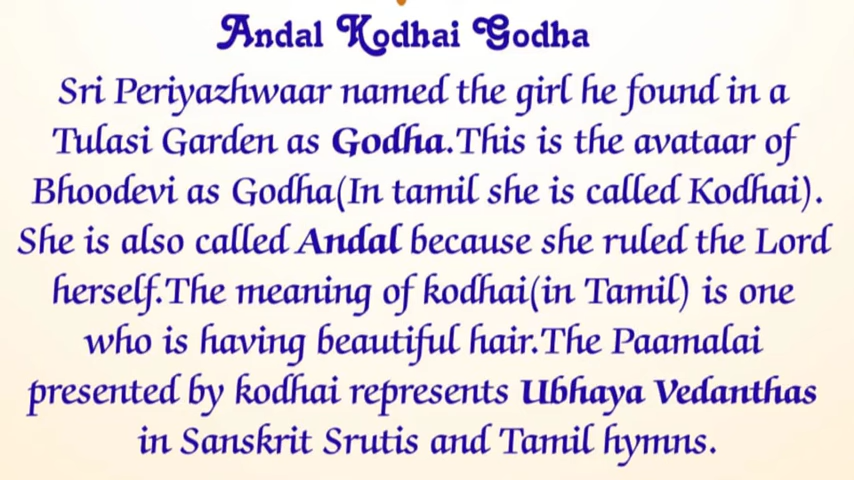 Andal Kodhai Godha
Sri Periyazhwaar named the girl he found in a
Tulasi Garden as Godha.This is the avataar of
Bhoodevi as Godha(In tamil she is called Kodhai).
She is also called Andal because she ruled the Lord
herself.The meaning of kodhai(in Tamil) is one
who is having beautiful hair.The Paamalai
presented by kodhai represents Ubhaya Vedanthas
in Sanskrit Srutis and Tamil hymns.